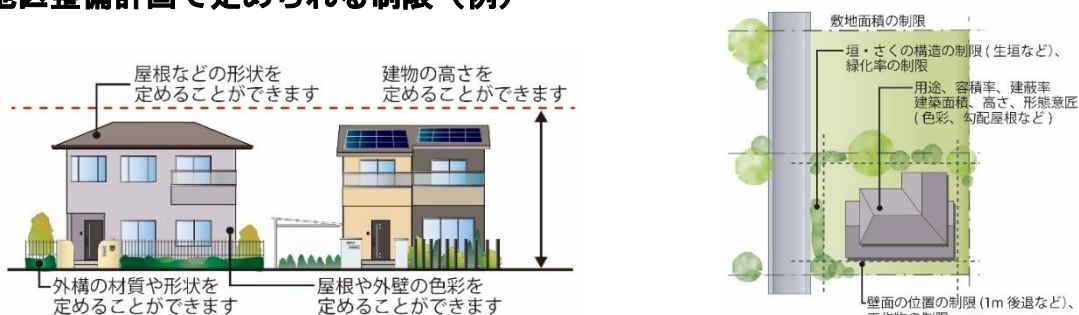 地区整備計画で定められる制限（例）
屋根などの形状を
定めることができます
建物の高さを
定めることができます
外構の材質や形状を
定めることができます
屋根や外壁の色彩を
定めることができます
敷地面積の制限
垣・さくの構造の制限(生垣など)、
緑化率の制限
用途、容積率、建蔽率
建築面積、高さ、形態意匠
(色彩、勾配屋根など)
壁面の位置の制限(1m後退など)、
工作物の制限